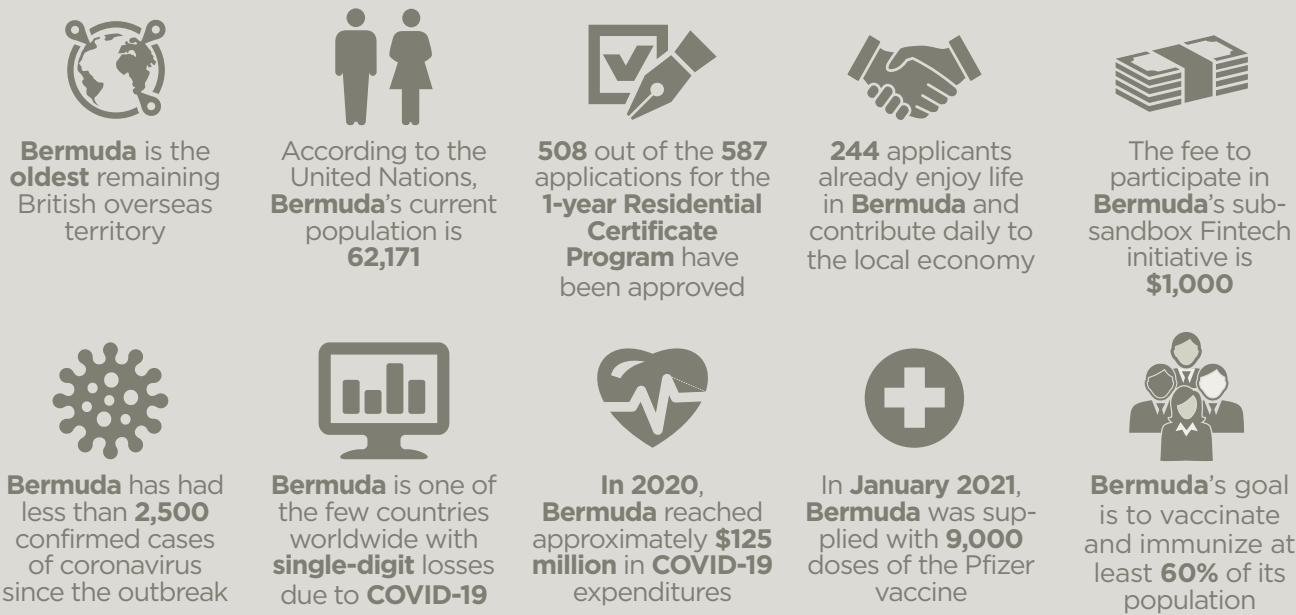 Bermuda is the
oldest remaining
British overseas
territory
According to the
United Nations,
Bermuda's current
population is
62,171
508 out of the 587
applications for the
1-year Residential
Certificate
Program have
been approved
244 applicants
already enjoy life
in Bermuda and
contribute daily to
the local economy
The fee to
participate in
Bermuda's sub-
sandbox Fintech
initiative is
$1,000
Bermuda has had
less than 2,500
confirmed cases
of coronavirus
since the outbreak
Bermuda is one of
the few countries
worldwide with
single-digit losses
due to COVID-19
In 2020,
Bermuda reached
approximately $125
million in COVID-19
expenditures
In January 2021,
Bermuda was sup-
plied with 9,000
doses of the Pfizer
vaccine
Bermuda's goal
is to vaccinate
and immunize at
least 60% of its
population